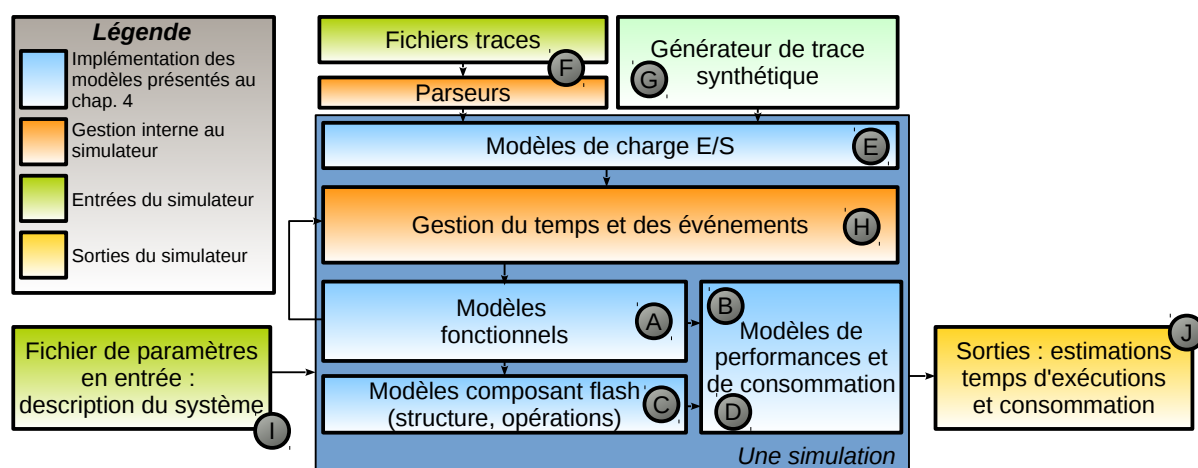 Légende
Implémentation des
modèles présentés au
chap. 4
Gestion interne au
simulateur
Entrées du simulateur
Sorties du simulateur
Fichiers traces
F
Parseurs
Générateur de trace
synthétique
G
Modèles de charge E/S
E
Gestion du temps et des événements
H
Modèles
fonctionnels
A
B
Modèles de
performances et
de consommation
D
Modèles composant flash
(structure, opérations)
C
Une simulation
Fichier de paramètres
en entrée :
description du système
I
Sorties : estimations
temps d'exécutions
et consommation
J